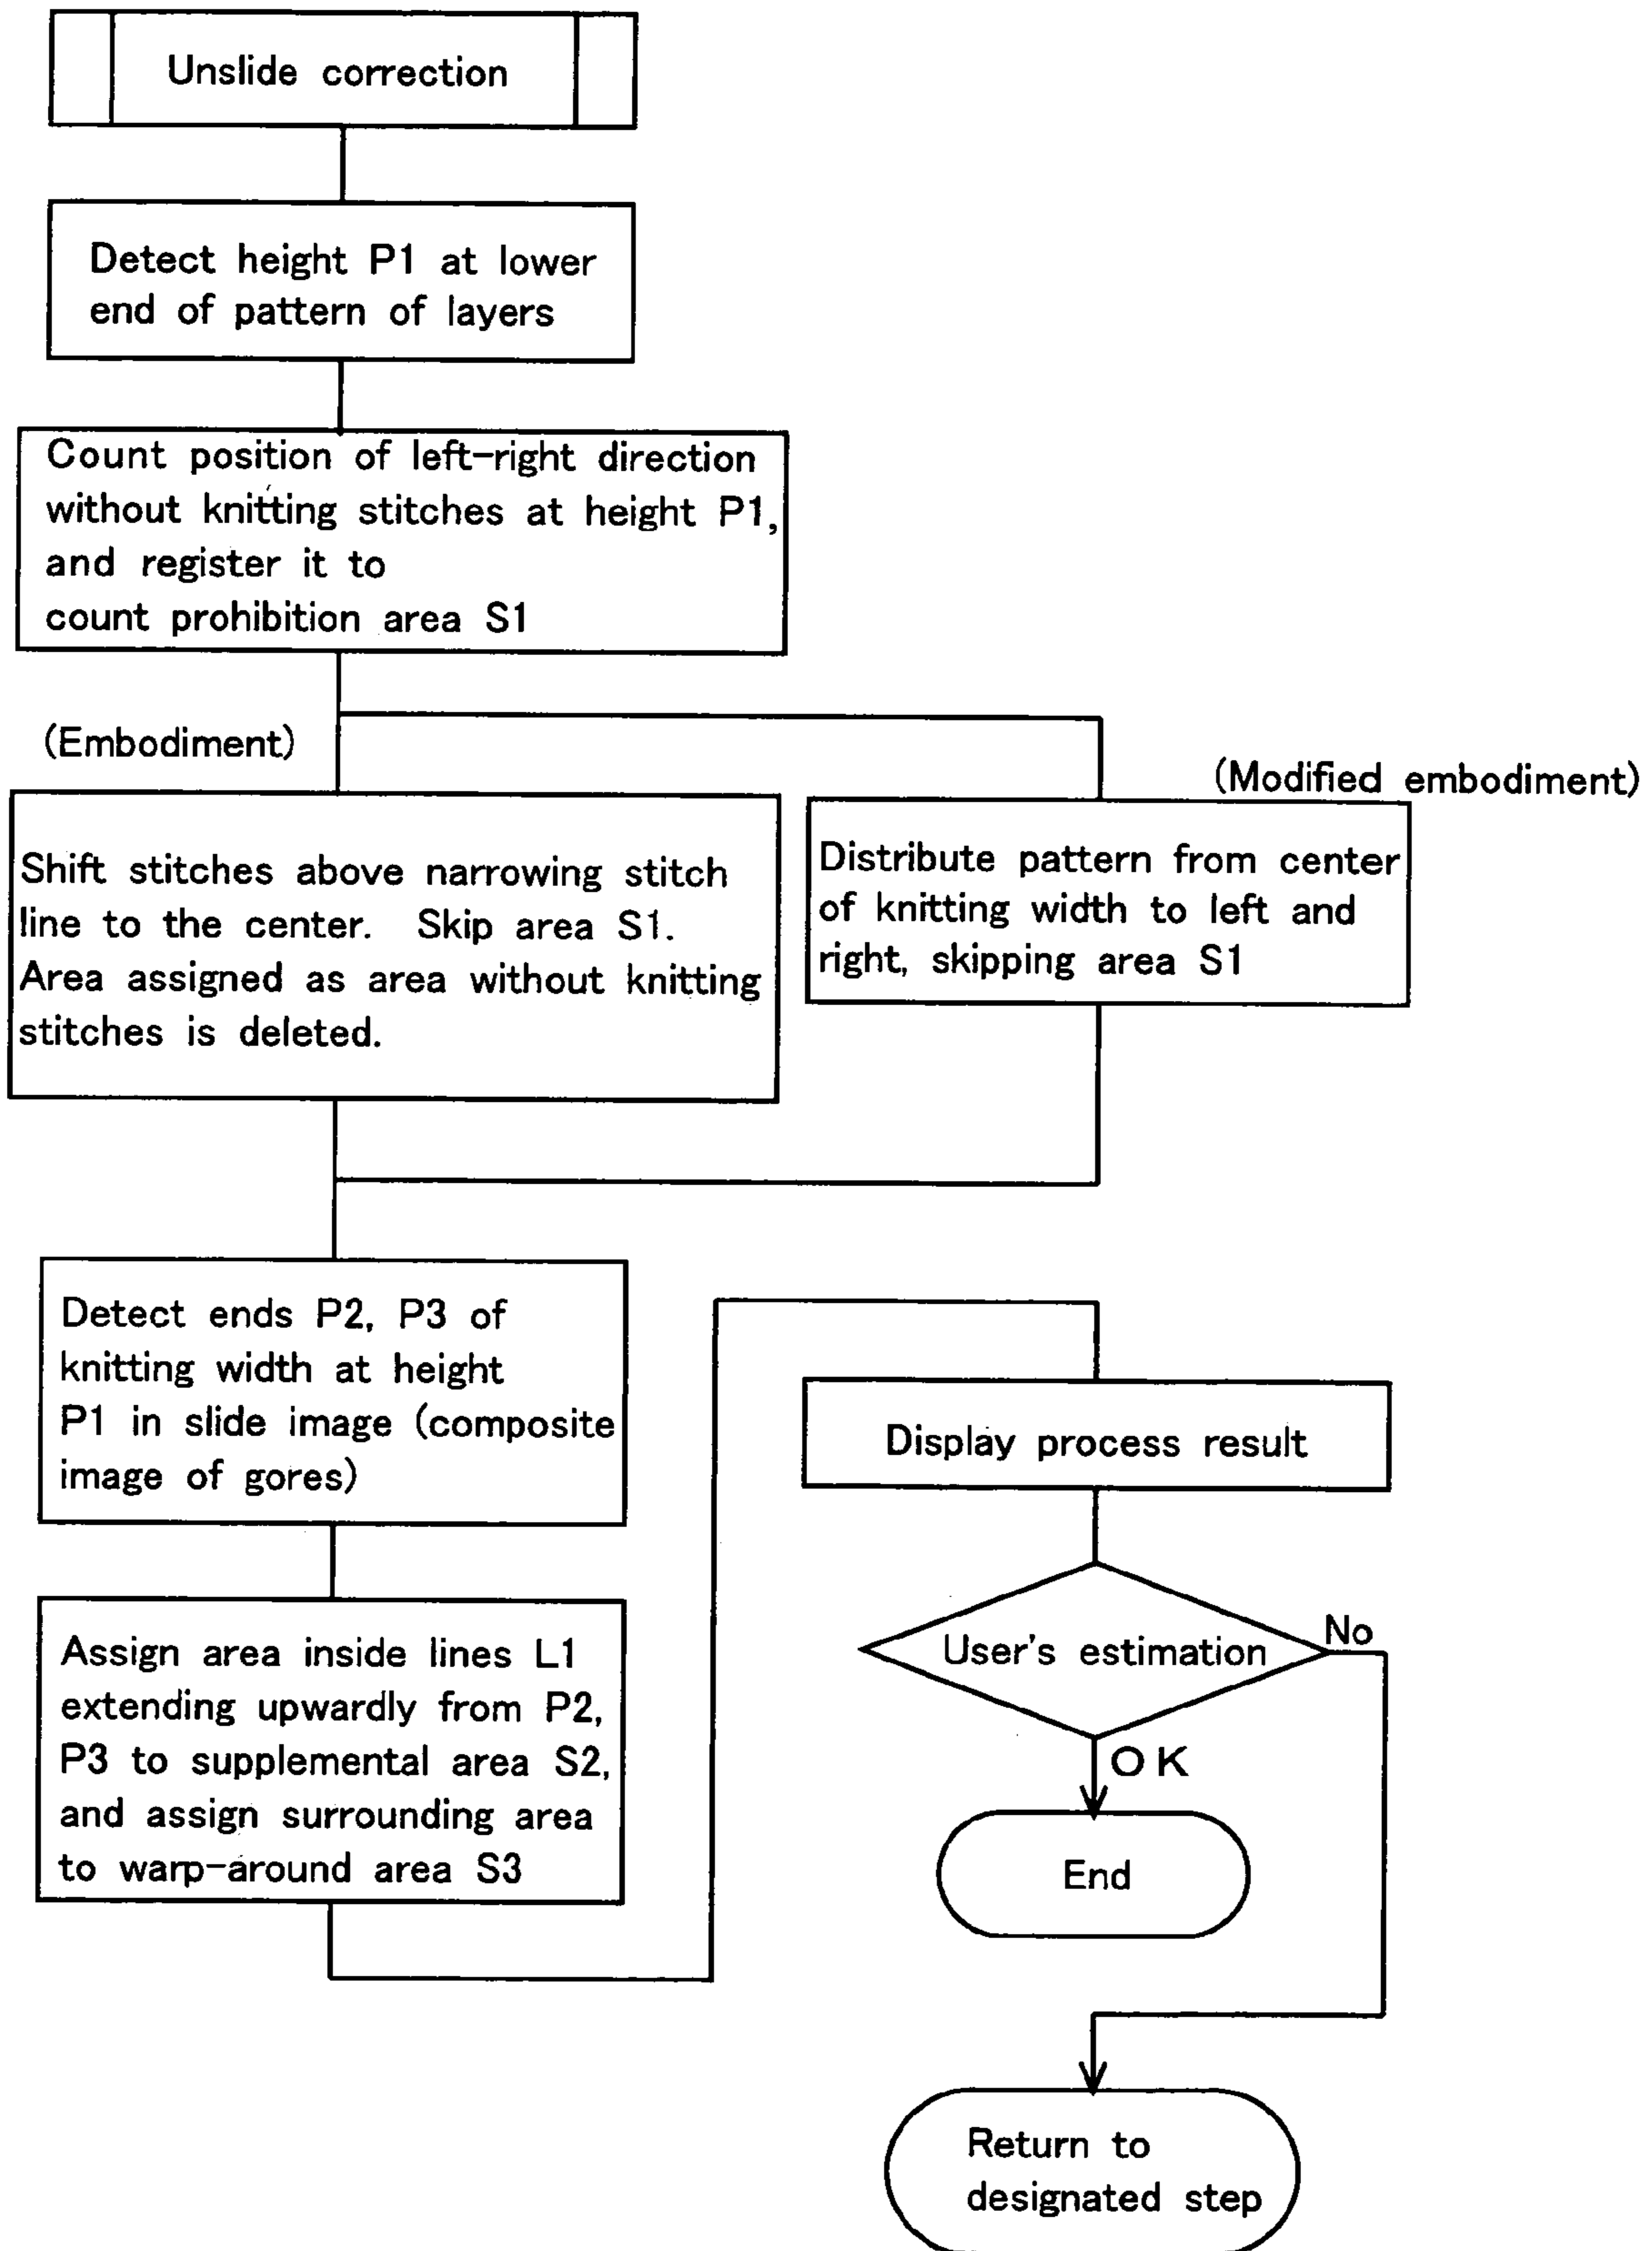 Unslide correction
Detect height P1 at lower
end of pattern of layers
Count position of left-right direction
without knitting stitches at height P1,
and register it to
count prohibition area S1
(Embodiment)
(Modified embodiment)
Shift stitches above narrowing stitch
line to the center. Skip area S1.
Area assigned as area without knitting
stitches is deleted.
Distribute pattern from center
of knitting width to left and
right, skipping area S1
Detect ends P2, P3 of
knitting width at height
P1 in slide image (composite
image of gores)
Assign area inside lines L1
extending upwardly from P2,
P3 to supplemental area S2,
and assign surrounding area
to warp-around area S3
Display process result
User's estimation
No
OK
End
Return to
designated step